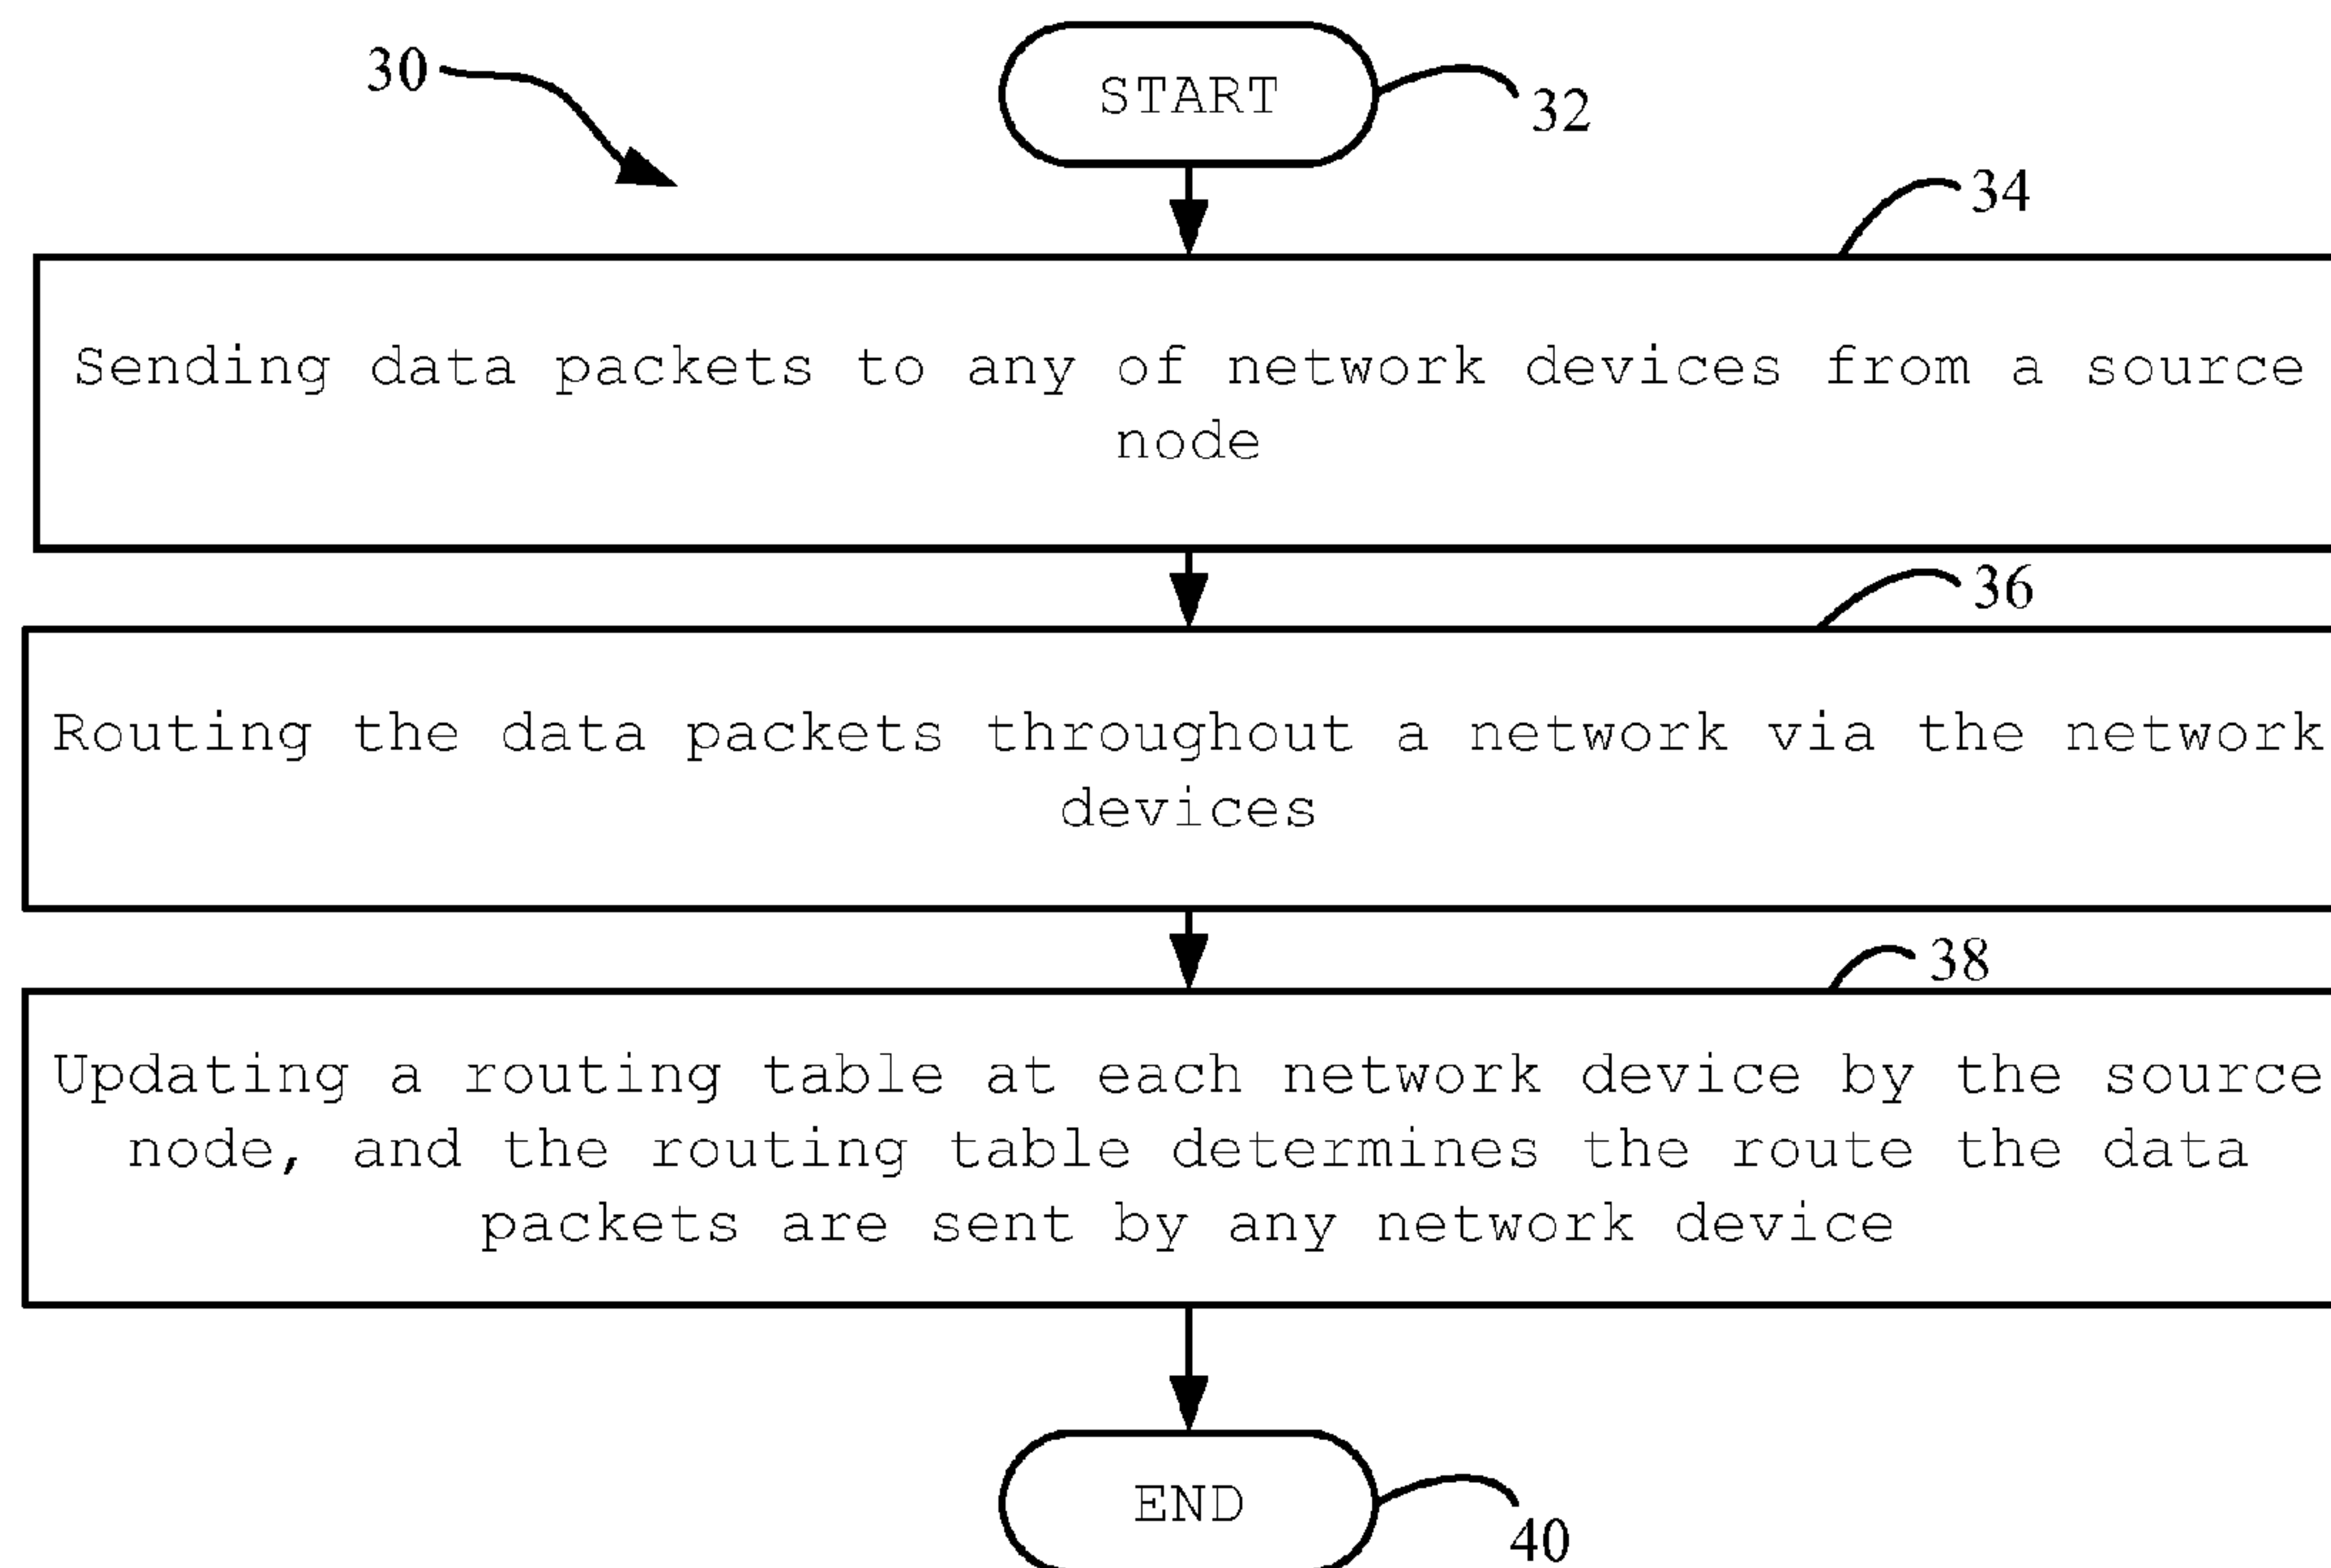 30
START
32
34
Sending data packets to any of network devices from a source
node
36
Routing the data packets throughout a network via the network
devices
38
Updating a routing table at each network device by the source
node, and the routing table determines the route the data
packets are sent by any network device
END
40